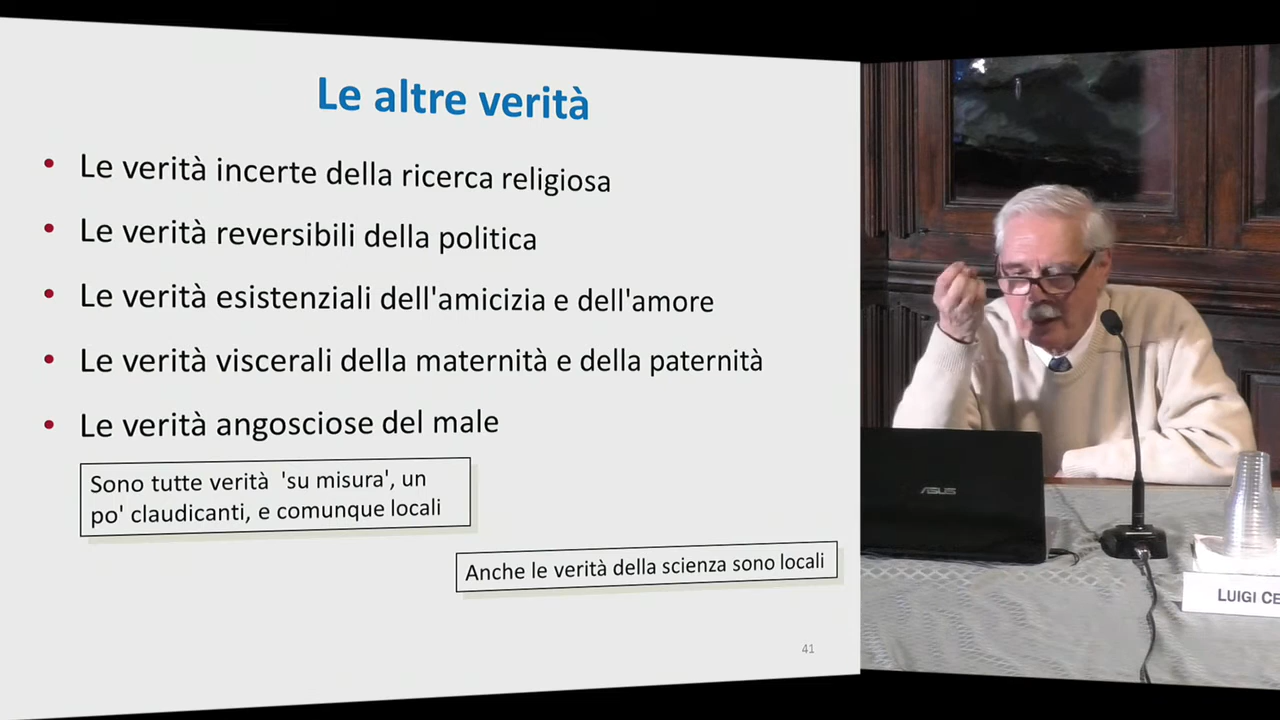 Le altre verità
• Le verità incerte della ricerca religiosa
• Le verità reversibili della politica
• Le verità esistenziali dell'amicizia e dell'amore
• Le verità viscerali della maternità e della paternità
• Le verità angosciose del male
Sono tutte verità 'su misura', un
po' claudicanti, e comunque locali
Anche le verità della scienza sono locali
41
ASUS
LUIGI CE